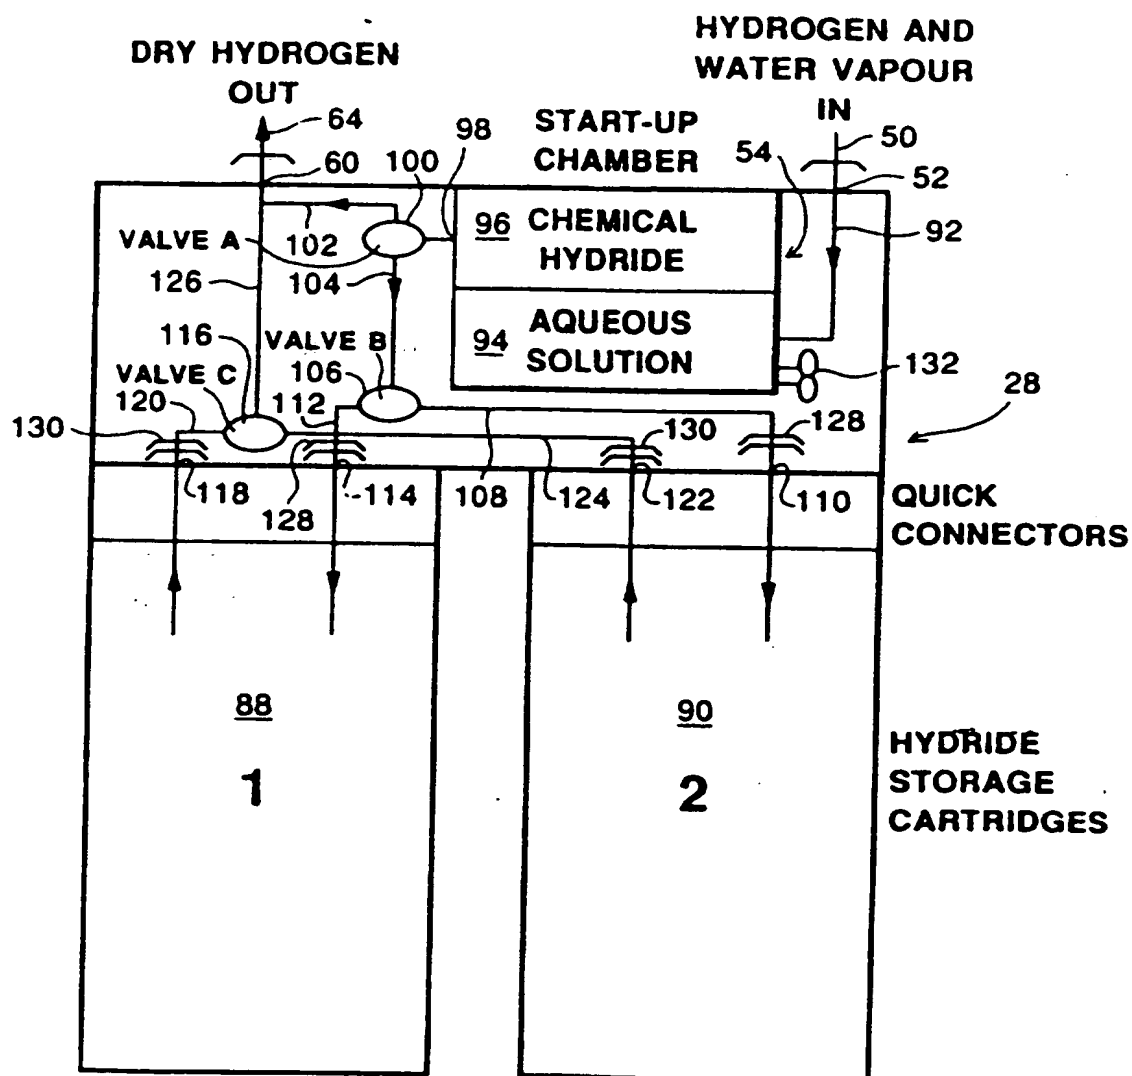 HYDROGEN AND
WATER VAPOUR
IN
DRY HYDROGEN
OUT
64
98
START-UP
CHAMBER
54
50
60
100
52
96 CHEMICAL
HYDRIDE
92
VALVE A
102
126
104
94 AQUEOUS
SOLUTION
116
VALVE B
132
VALVE C
106
28
120
112
128
130
130
118
128
114
108
124
122
110
QUICK
CONNECTORS
88
90
1
2
HYDRIDE
STORAGE
CARTRIDGES